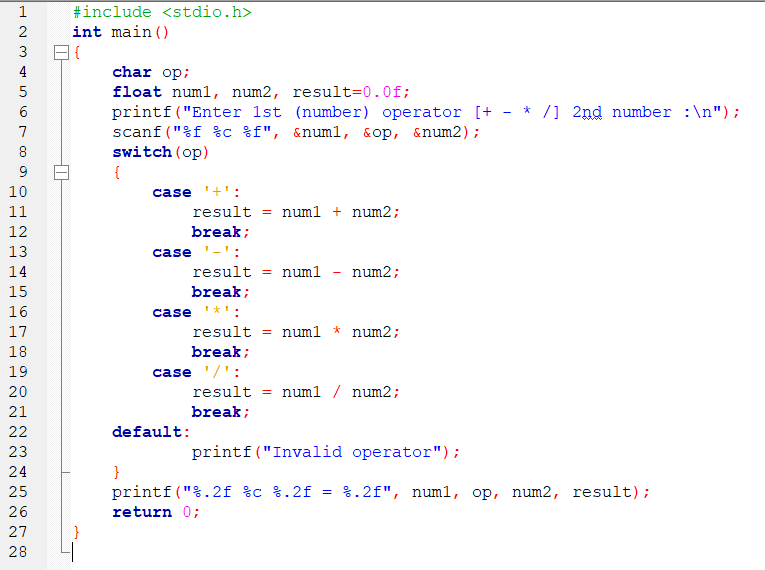 1 #include <stdio.h>
2 int main()
3 {
4 char op;
5 float num1, num2, result=0.0f;
6 printf("Enter 1st (number) operator [+ - * /] 2nd number :\n");
7 scanf("%f %c %f", &num1, &op, &num2);
8 switch(op)
9 {
10 case '+':
11 result = num1 + num2;
12 break;
13 case '-':
14 result = num1 - num2;
15 break;
16 case '*':
17 result = num1 * num2;
18 break;
19 case '/':
20 result = num1 / num2;
21 break;
22 default:
23 printf("Invalid operator");
24 }
25 printf("%.2f %c %.2f = %.2f", num1, op, num2, result);
26 return 0;
27 }
28